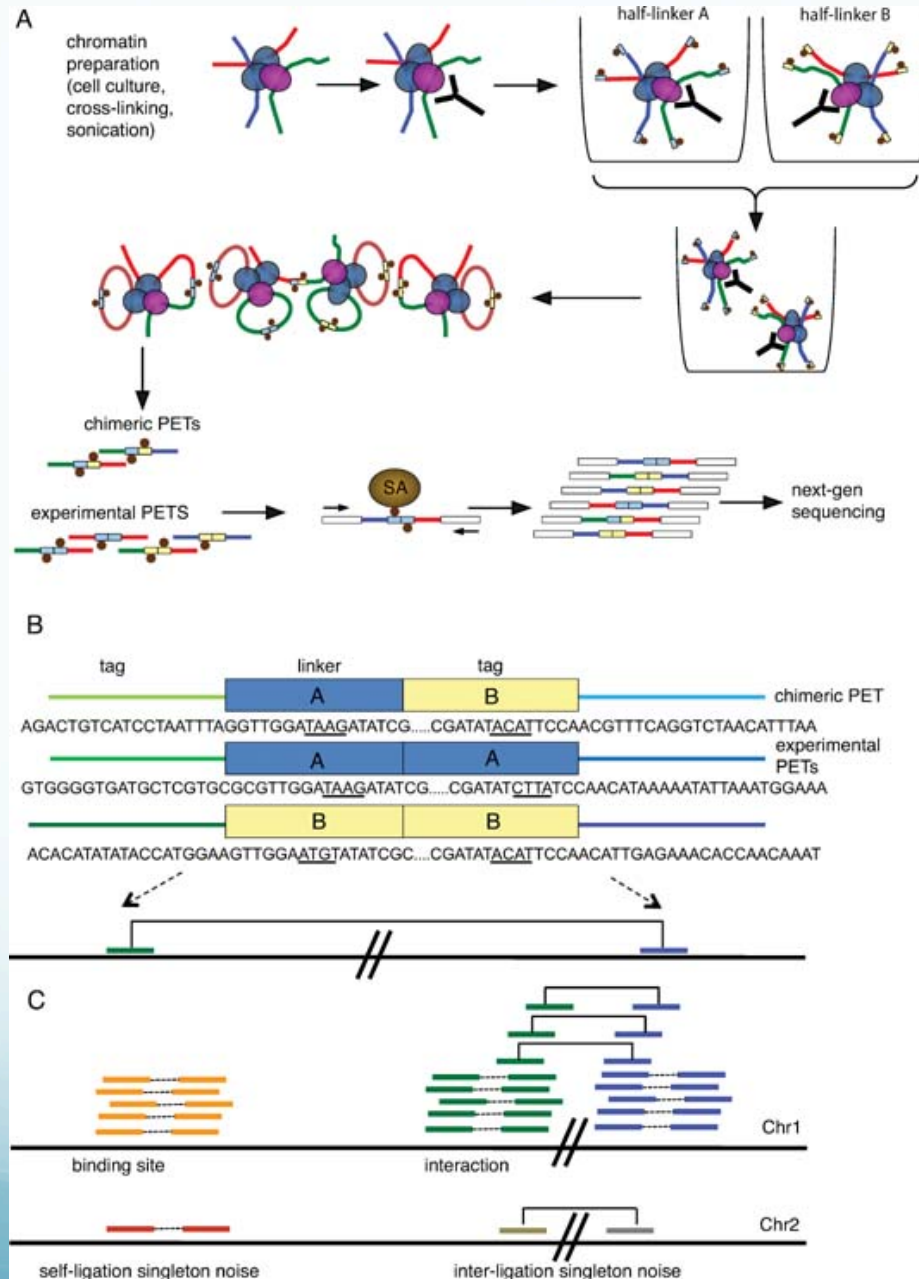 A
chromatin
preparation
(cell culture,
cross-linking,
sonication)
half-linker A
half-linker B
chimeric PETs
experimental PETS
SA
next-gen
sequencing
B
tag
linker
tag
A
B
chimeric PET
AGACTGTCATCCTAATTTAGGTTGGATAAGATATCG.....CGATATACATTCCAACGTTTCAGGTCTAACATTTAA
A
A
experimental
PETs
GTGGGGTGATGCTCGTGCGCGTTGGATAAGATATCG....CGATATCTTATCCAACATAAAAATATTAAATGGAAA
B
B
ACACATATATACCATGGAAGTTGGAATGTATATCGC....CGATATACATTCCAACATTGAGAAACACCAACAAAT
C
Chr1
binding site
interaction
Chr2
self-ligation singleton noise
inter-ligation singleton noise